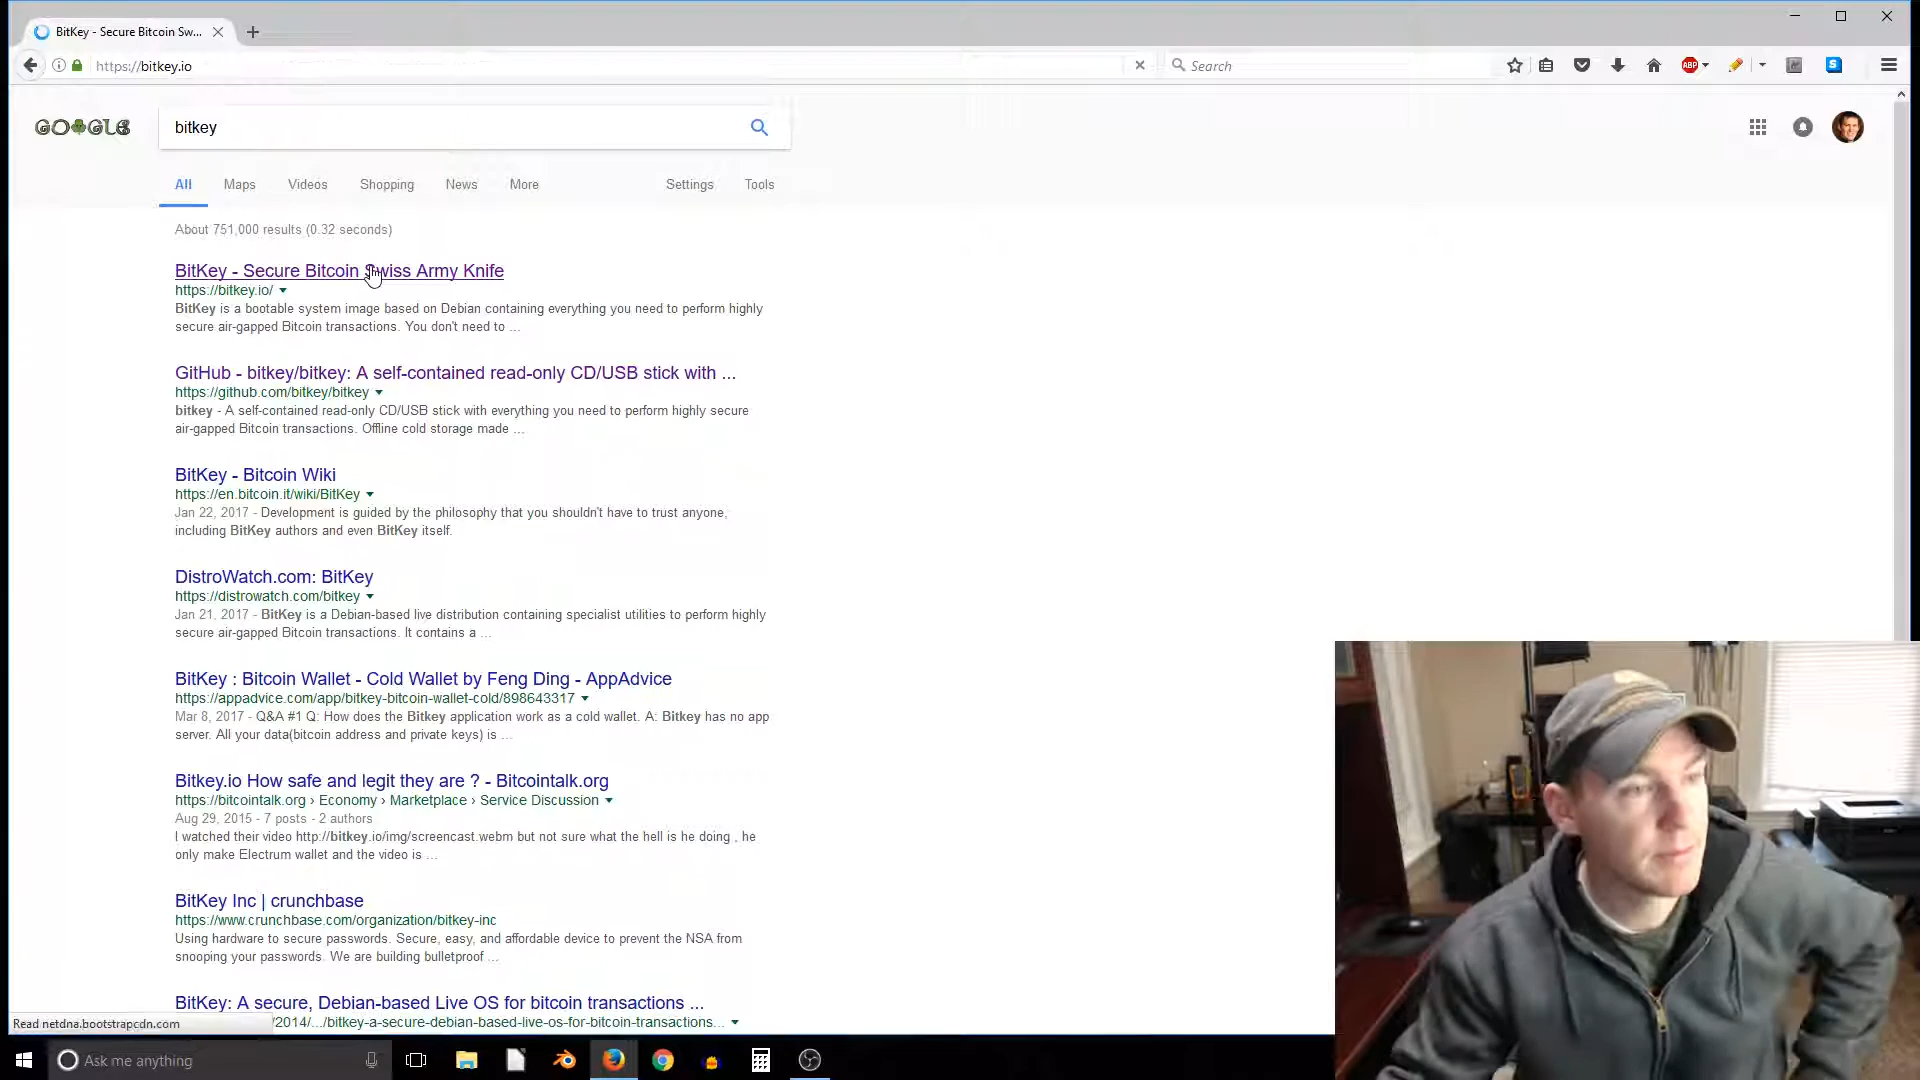 BitKey - Secure Bitcoin Sw...
https://bitkey.io
Search
ABP
GOOGLE
bitkey
All
Maps
Videos
Shopping
News
More
Settings
Tools
About 751,000 results (0.32 seconds)
BitKey - Secure Bitcoin Swiss Army Knife
https://bitkey.io/
BitKey is a bootable system image based on Debian containing everything you need to perform highly
secure air-gapped Bitcoin transactions. You don't need to ...
GitHub - bitkey/bitkey: A self-contained read-only CD/USB stick with ...
https://github.com/bitkey/bitkey
bitkey - A self-contained read-only CD/USB stick with everything you need to perform highly secure
air-gapped Bitcoin transactions. Offline cold storage made ...
BitKey - Bitcoin Wiki
https://en.bitcoin.it/wiki/BitKey
Jan 22, 2017 - Development is guided by the philosophy that you shouldn't have to trust anyone,
including BitKey authors and even BitKey itself.
DistroWatch.com: BitKey
https://distrowatch.com/bitkey
Jan 21, 2017 - BitKey is a Debian-based live distribution containing specialist utilities to perform highly
secure air-gapped Bitcoin transactions. It contains a ...
BitKey : Bitcoin Wallet - Cold Wallet by Feng Ding - AppAdvice
https://appadvice.com/app/bitkey-bitcoin-wallet-cold/898643317
Mar 8, 2017 - Q&A #1 Q: How does the Bitkey application work as a cold wallet. A: Bitkey has no app
server. All your data(bitcoin address and private keys) is ...
Bitkey.io How safe and legit they are ? - Bitcointalk.org
https://bitcointalk.org › Economy › Marketplace › Service Discussion
Aug 29, 2015 - 7 posts - 2 authors
I watched their video http://bitkey.io/img/screencast.webm but not sure what the hell is he doing , he
only make Electrum wallet and the video is ...
BitKey Inc | crunchbase
https://www.crunchbase.com/organization/bitkey-inc
Using hardware to secure passwords. Secure, easy, and affordable device to prevent the NSA from
snooping your passwords. We are building bulletproof ...
BitKey: A secure, Debian-based Live OS for bitcoin transactions ...
/2014/.../bitkey-a-secure-debian-based-live-os-for-bitcoin-transactions...
Read netdna.bootstrapcdn.com
Ask me anything